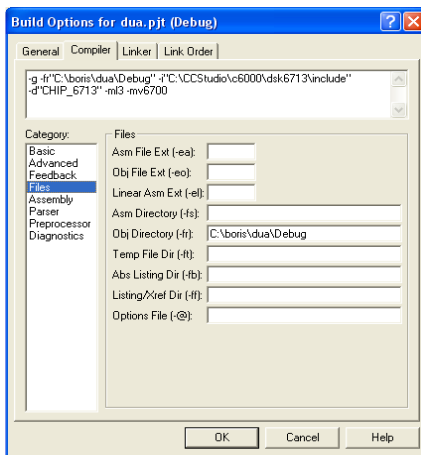 Build Options for dua.pjt (Debug)
General Compiler Linker Link Order
-g -fr"C:\boris\dua\Debug" -i"C:\CCStudio\c6000\dsk6713\include"
-d"CHIP_6713" -ml3 -mv6700
Category:
Basic
Advanced
Feedback
Files
Assembly
Parser
Preprocessor
Diagnostics
Files
Asm File Ext (-ea):
Obj File Ext (-eo):
Linear Asm Ext (-el):
Asm Directory (-fs):
Obj Directory (-fr): C:\boris\dua\Debug
Temp File Dir (-ft):
Abs Listing Dir (-fb):
Listing/Xref Dir (-ff):
Options File (-@):
OK Cancel Help